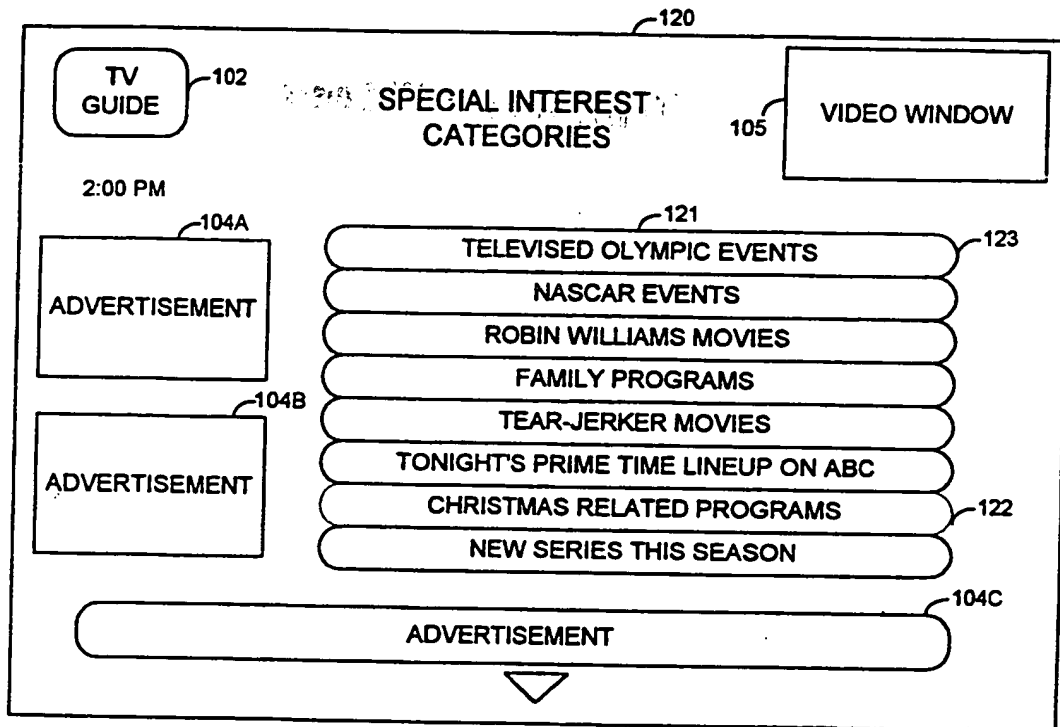 120
TV
GUIDE
102
SPECIAL INTEREST
CATEGORIES
105
VIDEO WINDOW
2:00 PM
104A
ADVERTISEMENT
104B
ADVERTISEMENT
121
123
TELEVISED OLYMPIC EVENTS
NASCAR EVENTS
ROBIN WILLIAMS MOVIES
FAMILY PROGRAMS
TEAR-JERKER MOVIES
TONIGHT'S PRIME TIME LINEUP ON ABC
CHRISTMAS RELATED PROGRAMS
122
NEW SERIES THIS SEASON
104C
ADVERTISEMENT